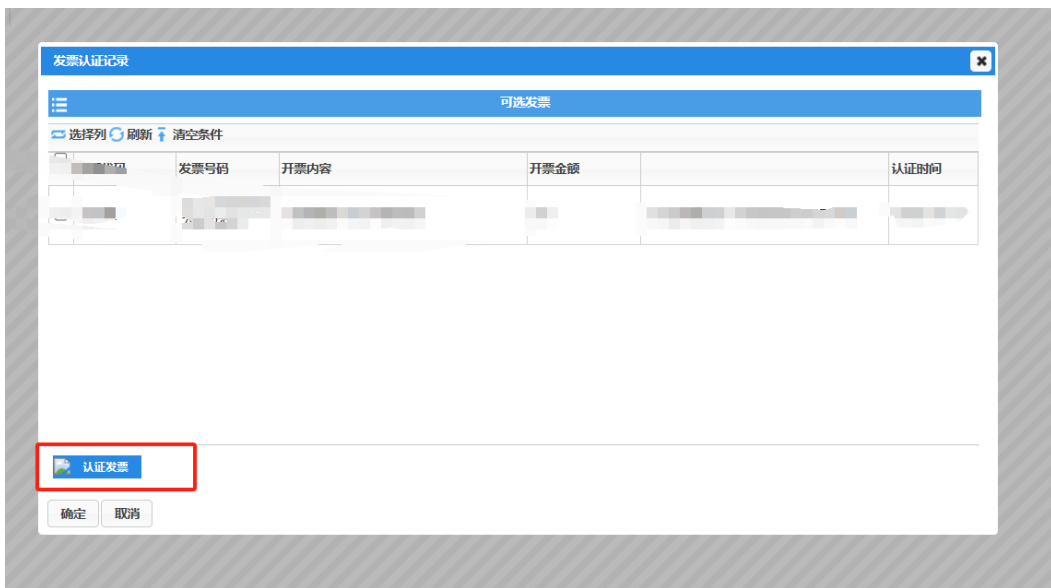 发票认证记录
可选发票
选择列 刷新 清空条件
发票号码 开票内容 开票金额 认证时间
认证发票
确定 取消